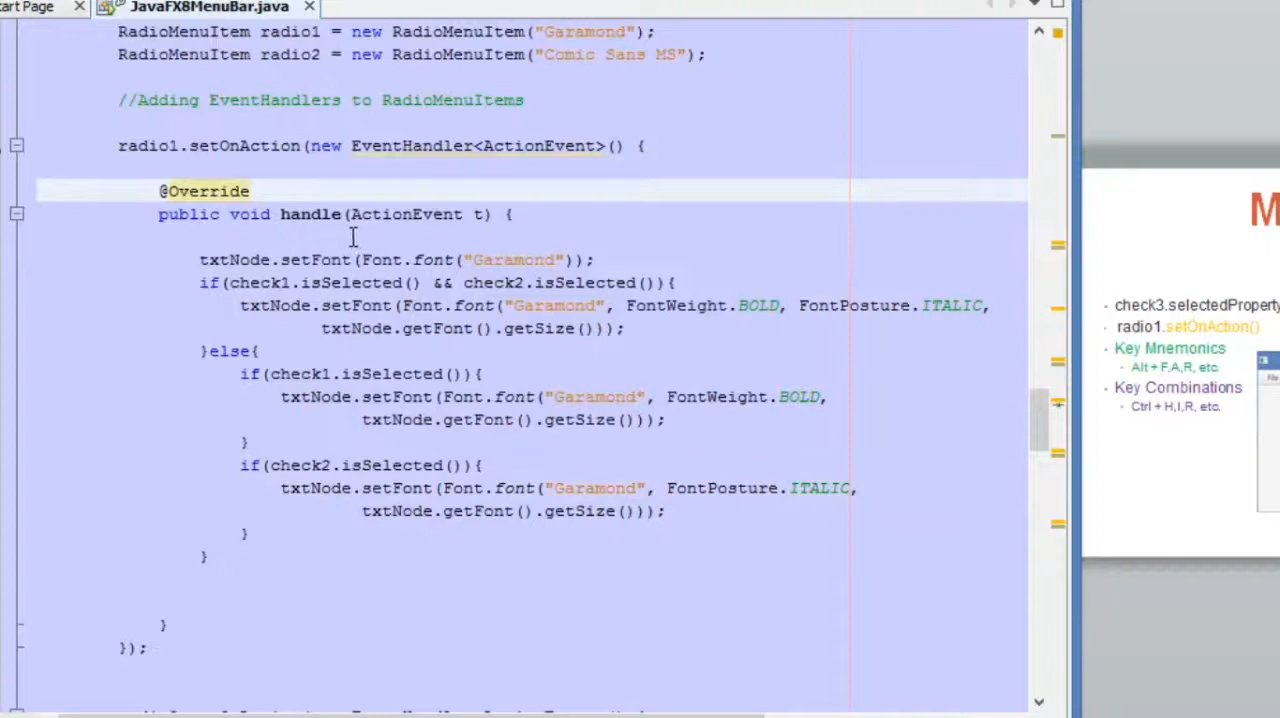 tart Page
JavaFX8MenuBar.java
RadioMenuItem radio1 = new RadioMenuItem("Garamond");
RadioMenuItem radio2 = new RadioMenuItem("Comic Sans MS");
//Adding EventHandlers to RadioMenuItems
radio1.setOnAction(new EventHandler<ActionEvent>() {
@Override
public void handle(ActionEvent t) {
txtNode.setFont(Font.font("Garamond"));
if(check1.isSelected() && check2.isSelected()){
txtNode.setFont(Font.font("Garamond", FontWeight.BOLD, FontPosture.ITALIC,
txtNode.getFont().getSize()));
}else{
if(check1.isSelected()){
txtNode.setFont(Font.font("Garamond", FontWeight.BOLD,
txtNode.getFont().getSize()));
}
if(check2.isSelected()){
txtNode.setFont(Font.font("Garamond", FontPosture.ITALIC,
txtNode.getFont().getSize()));
}
}
}
});
M
· check3.selectedProperty
· radio1.setOnAction()
· Key Mnemonics
· Alt + F,A,R, etc.
· Key Combinations
· Ctrl + H,I,R, etc.